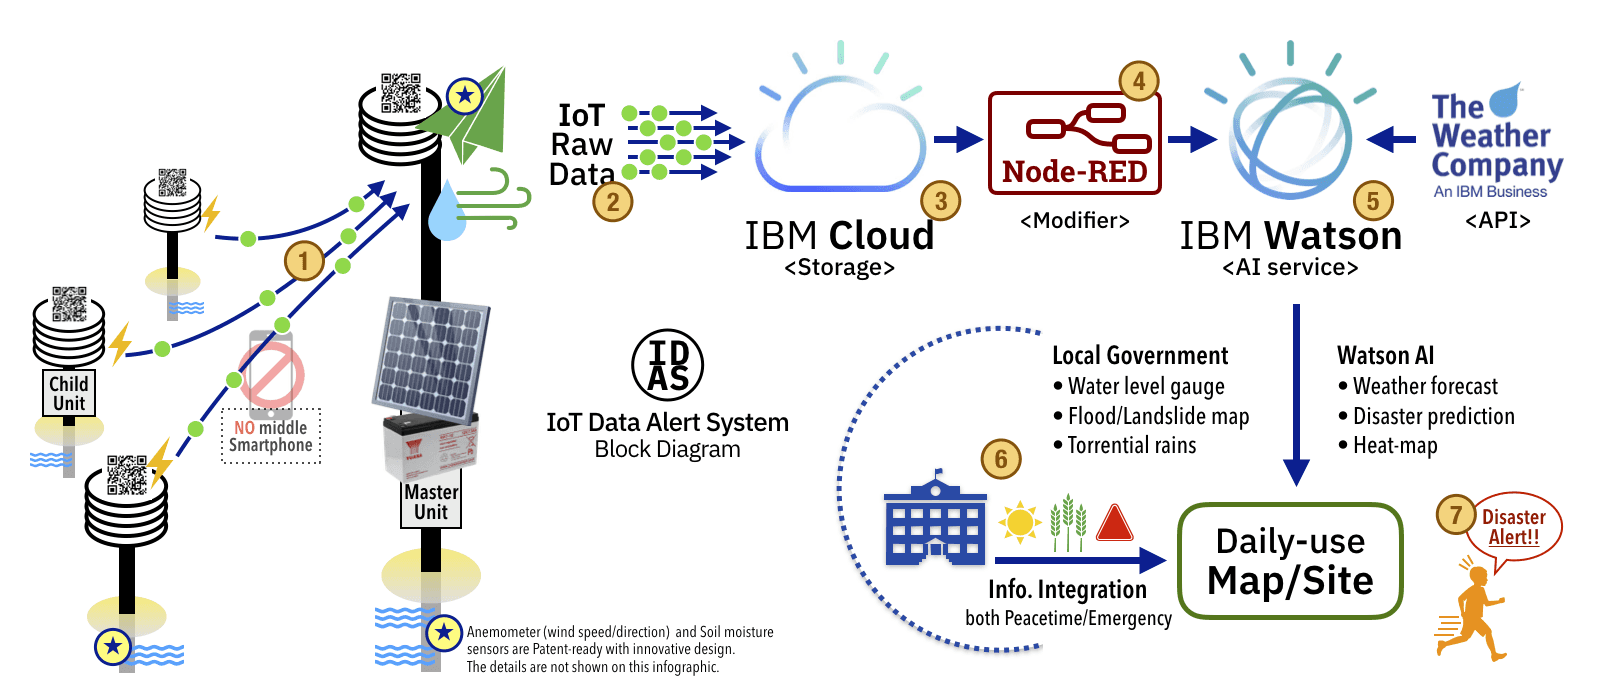 1
Child
Unit
NO middle
Smartphone
Master
Unit
Anemometer (wind speed/direction) and Soil moisture
sensors are Patent-ready with innovative design.
The details are not shown on this infographic.
IoT
Raw
Data
2
3
IBM Cloud
<Storage>
4
Node-RED
<Modifier>
5
IBM Watson
<AI service>
The
Weather
Company
An IBM Business
<API>
ID
AS
IoT Data Alert System
Block Diagram
Local Government
• Water level gauge
• Flood/Landslide map
• Torrential rains
Watson AI
• Weather forecast
• Disaster prediction
• Heat-map
6
Info. Integration
both Peacetime/Emergency
Daily-use
Map/Site
7
Disaster
Alert!!